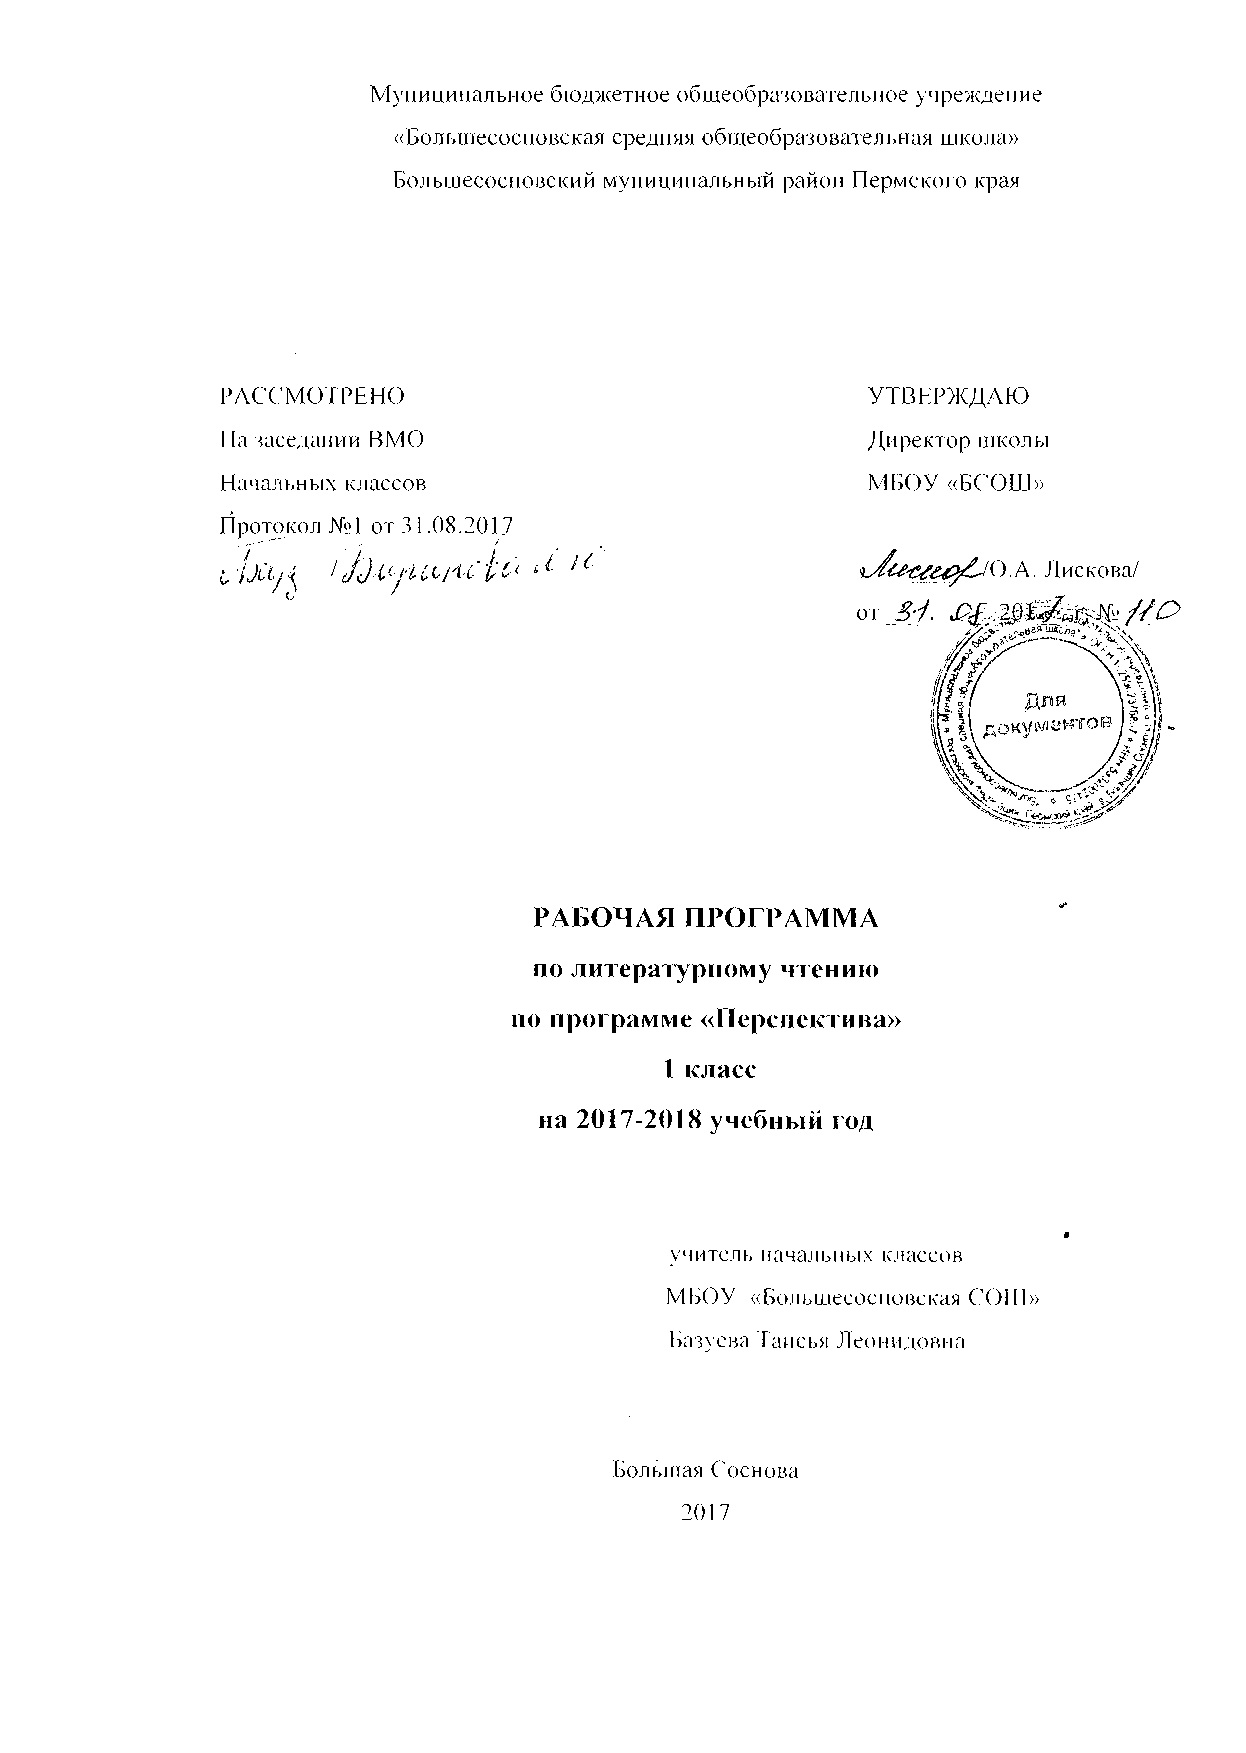 Муниципальное бюджетное общеобразовательное учреждение
«Большесосновская средняя общеобразовательная школа»
Большесосновский муниципальный район Пермского края
РАССМОТРЕНО
На заседании ВМО
Начальных классов
Протокол №1 от 31.08.2017
УТВЕРЖДАЮ
Директор школы
МБОУ «БСОШ»
/О.А. Лискова/
от 31. 08. 2017 г. № 110
Для
документов
РАБОЧАЯ ПРОГРАММА
по литературному чтению
по программе «Перспектива»
1 класс
на 2017-2018 учебный год
учитель начальных классов
МБОУ «Большесосновская СОШ»
Базуева Таисья Леонидовна
Большая Соснова
2017